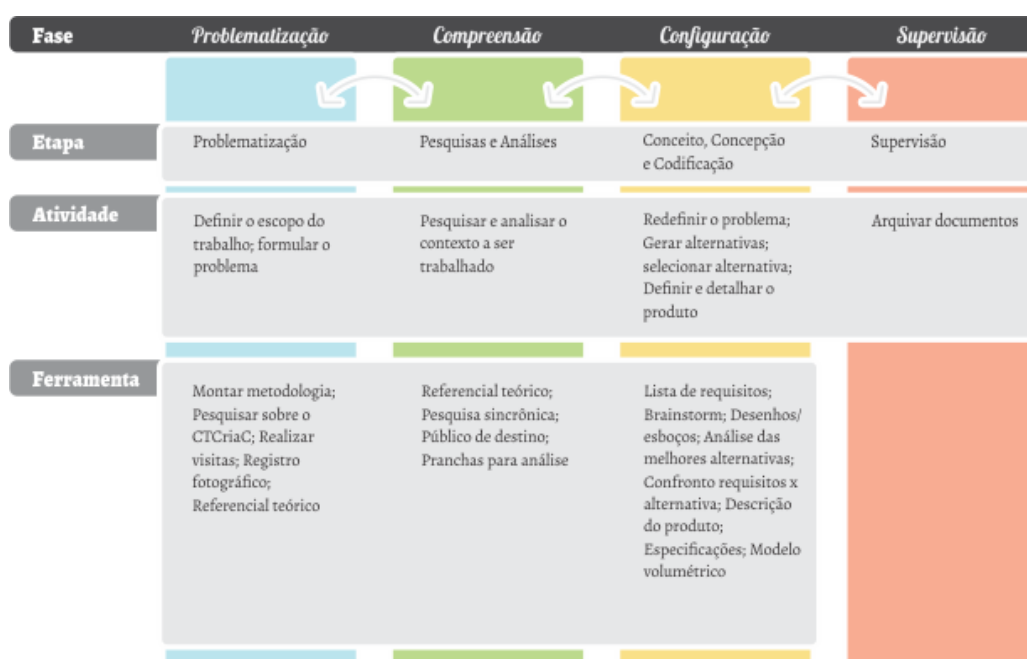 Fase
Problematização
Compreensão
Configuração
Supervisão
Etapa
Problematização
Pesquisas e Análises
Conceito, Concepção
e Codificação
Supervisão
Atividade
Definir o escopo do
trabalho; formular o
problema
Pesquisar e analisar o
contexto a ser
trabalhado
Redefinir o problema;
Gerar alternativas;
selecionar alternativa;
Definir e detalhar o
produto
Arquivar documentos
Ferramenta
Montar metodologia;
Pesquisar sobre o
CTCriaC; Realizar
visitas; Registro
fotográfico;
Referencial teórico
Referencial teórico;
Pesquisa sincrônica;
Público de destino;
Pranchas para análise
Lista de requisitos;
Brainstorm; Desenhos/
esboços; Análise das
melhores alternativas;
Confronto requisitos x
alternativa; Descrição
do produto;
Especificações; Modelo
volumétrico